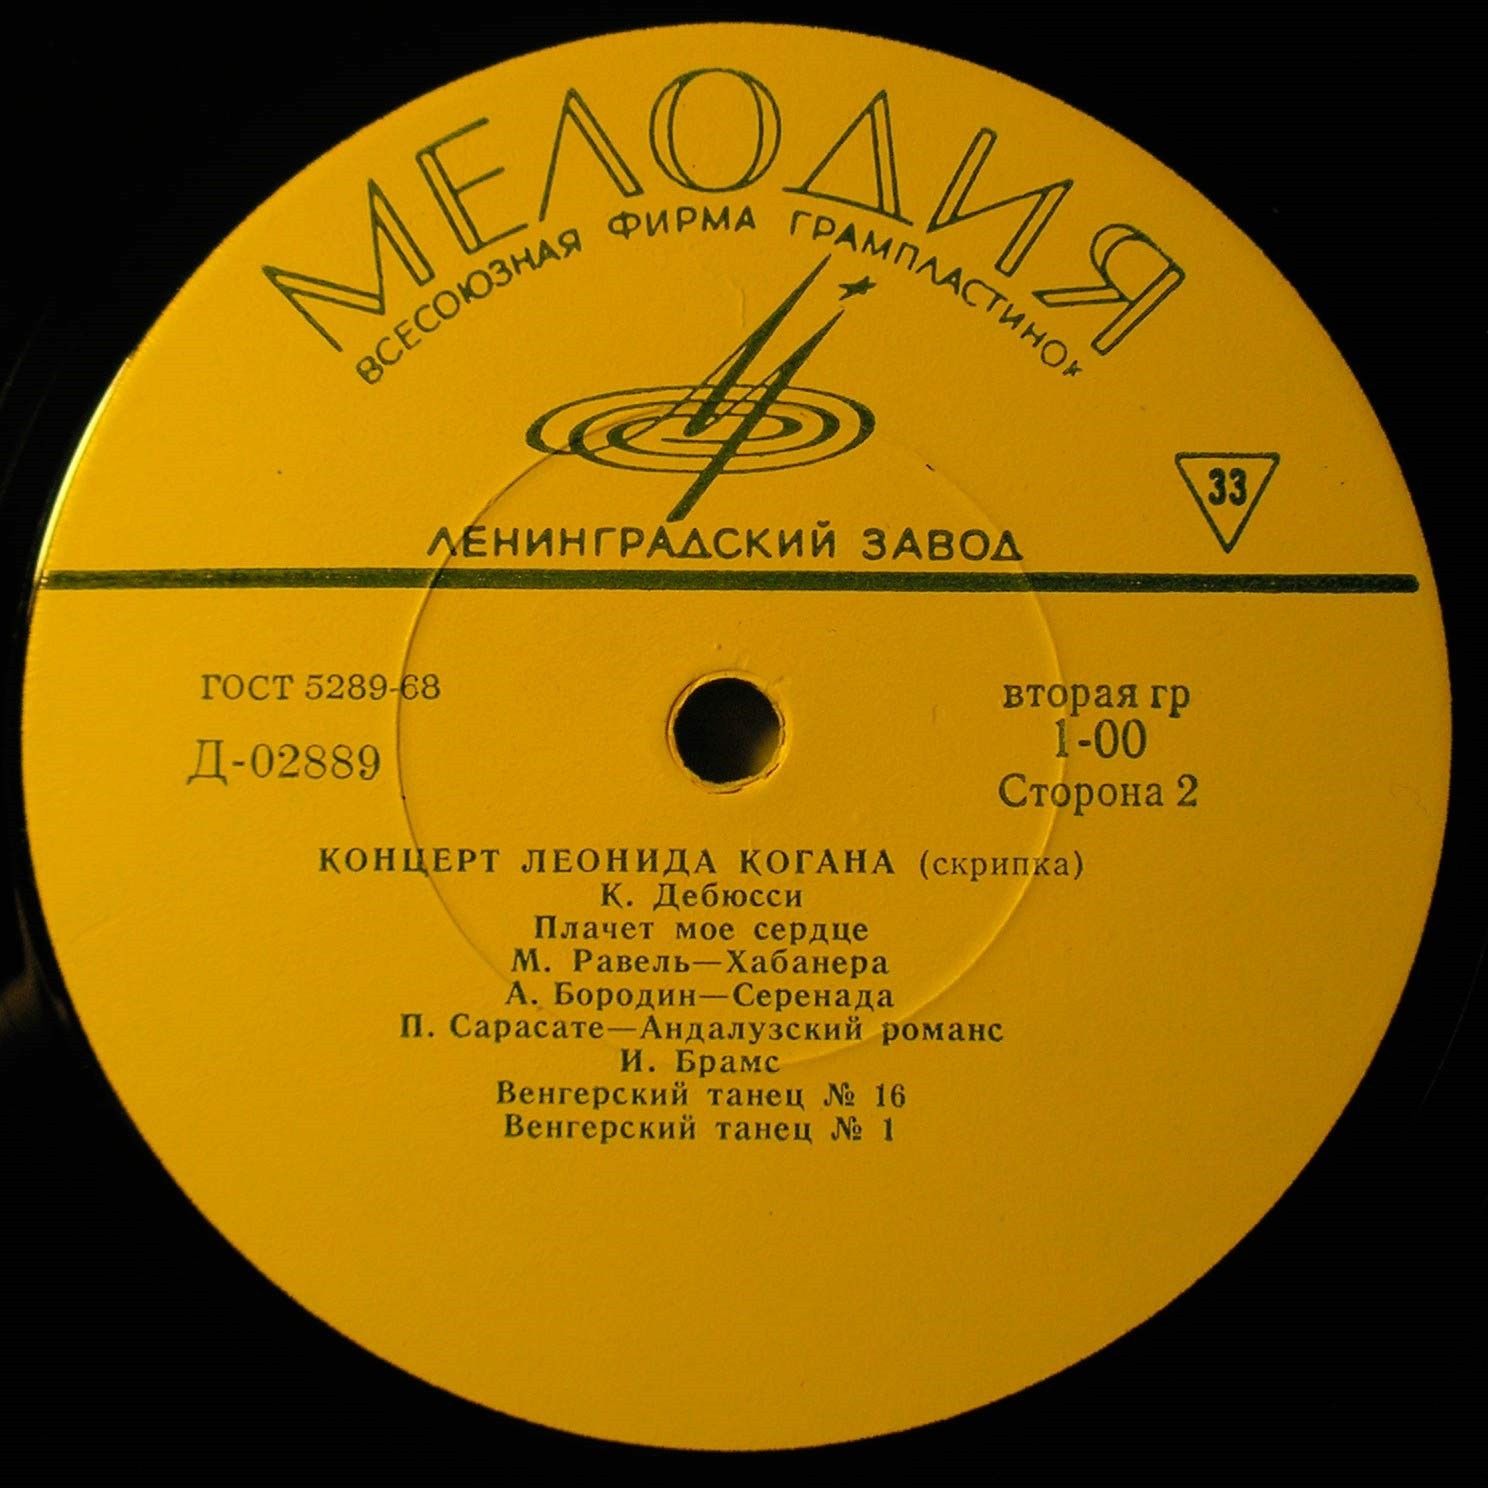 МЕЛОДИЯ
ВСЕСОЮЗНАЯ ФИРМА ГРАМПЛАСТИНОК
33
ЛЕНИНГРАДСКИЙ ЗАВОД
ГОСТ 5289-68
Д-02889
вторая гр
1-00
Сторона 2
КОНЦЕРТ ЛЕОНИДА КОГАНА (скрипка)
К. Дебюсси
Плачет мое сердце
М. Равель—Хабанера
А. Бородин—Серенада
П. Сарасате—Андалузский романс
И. Брамс
Венгерский танец № 16
Венгерский танец № 1